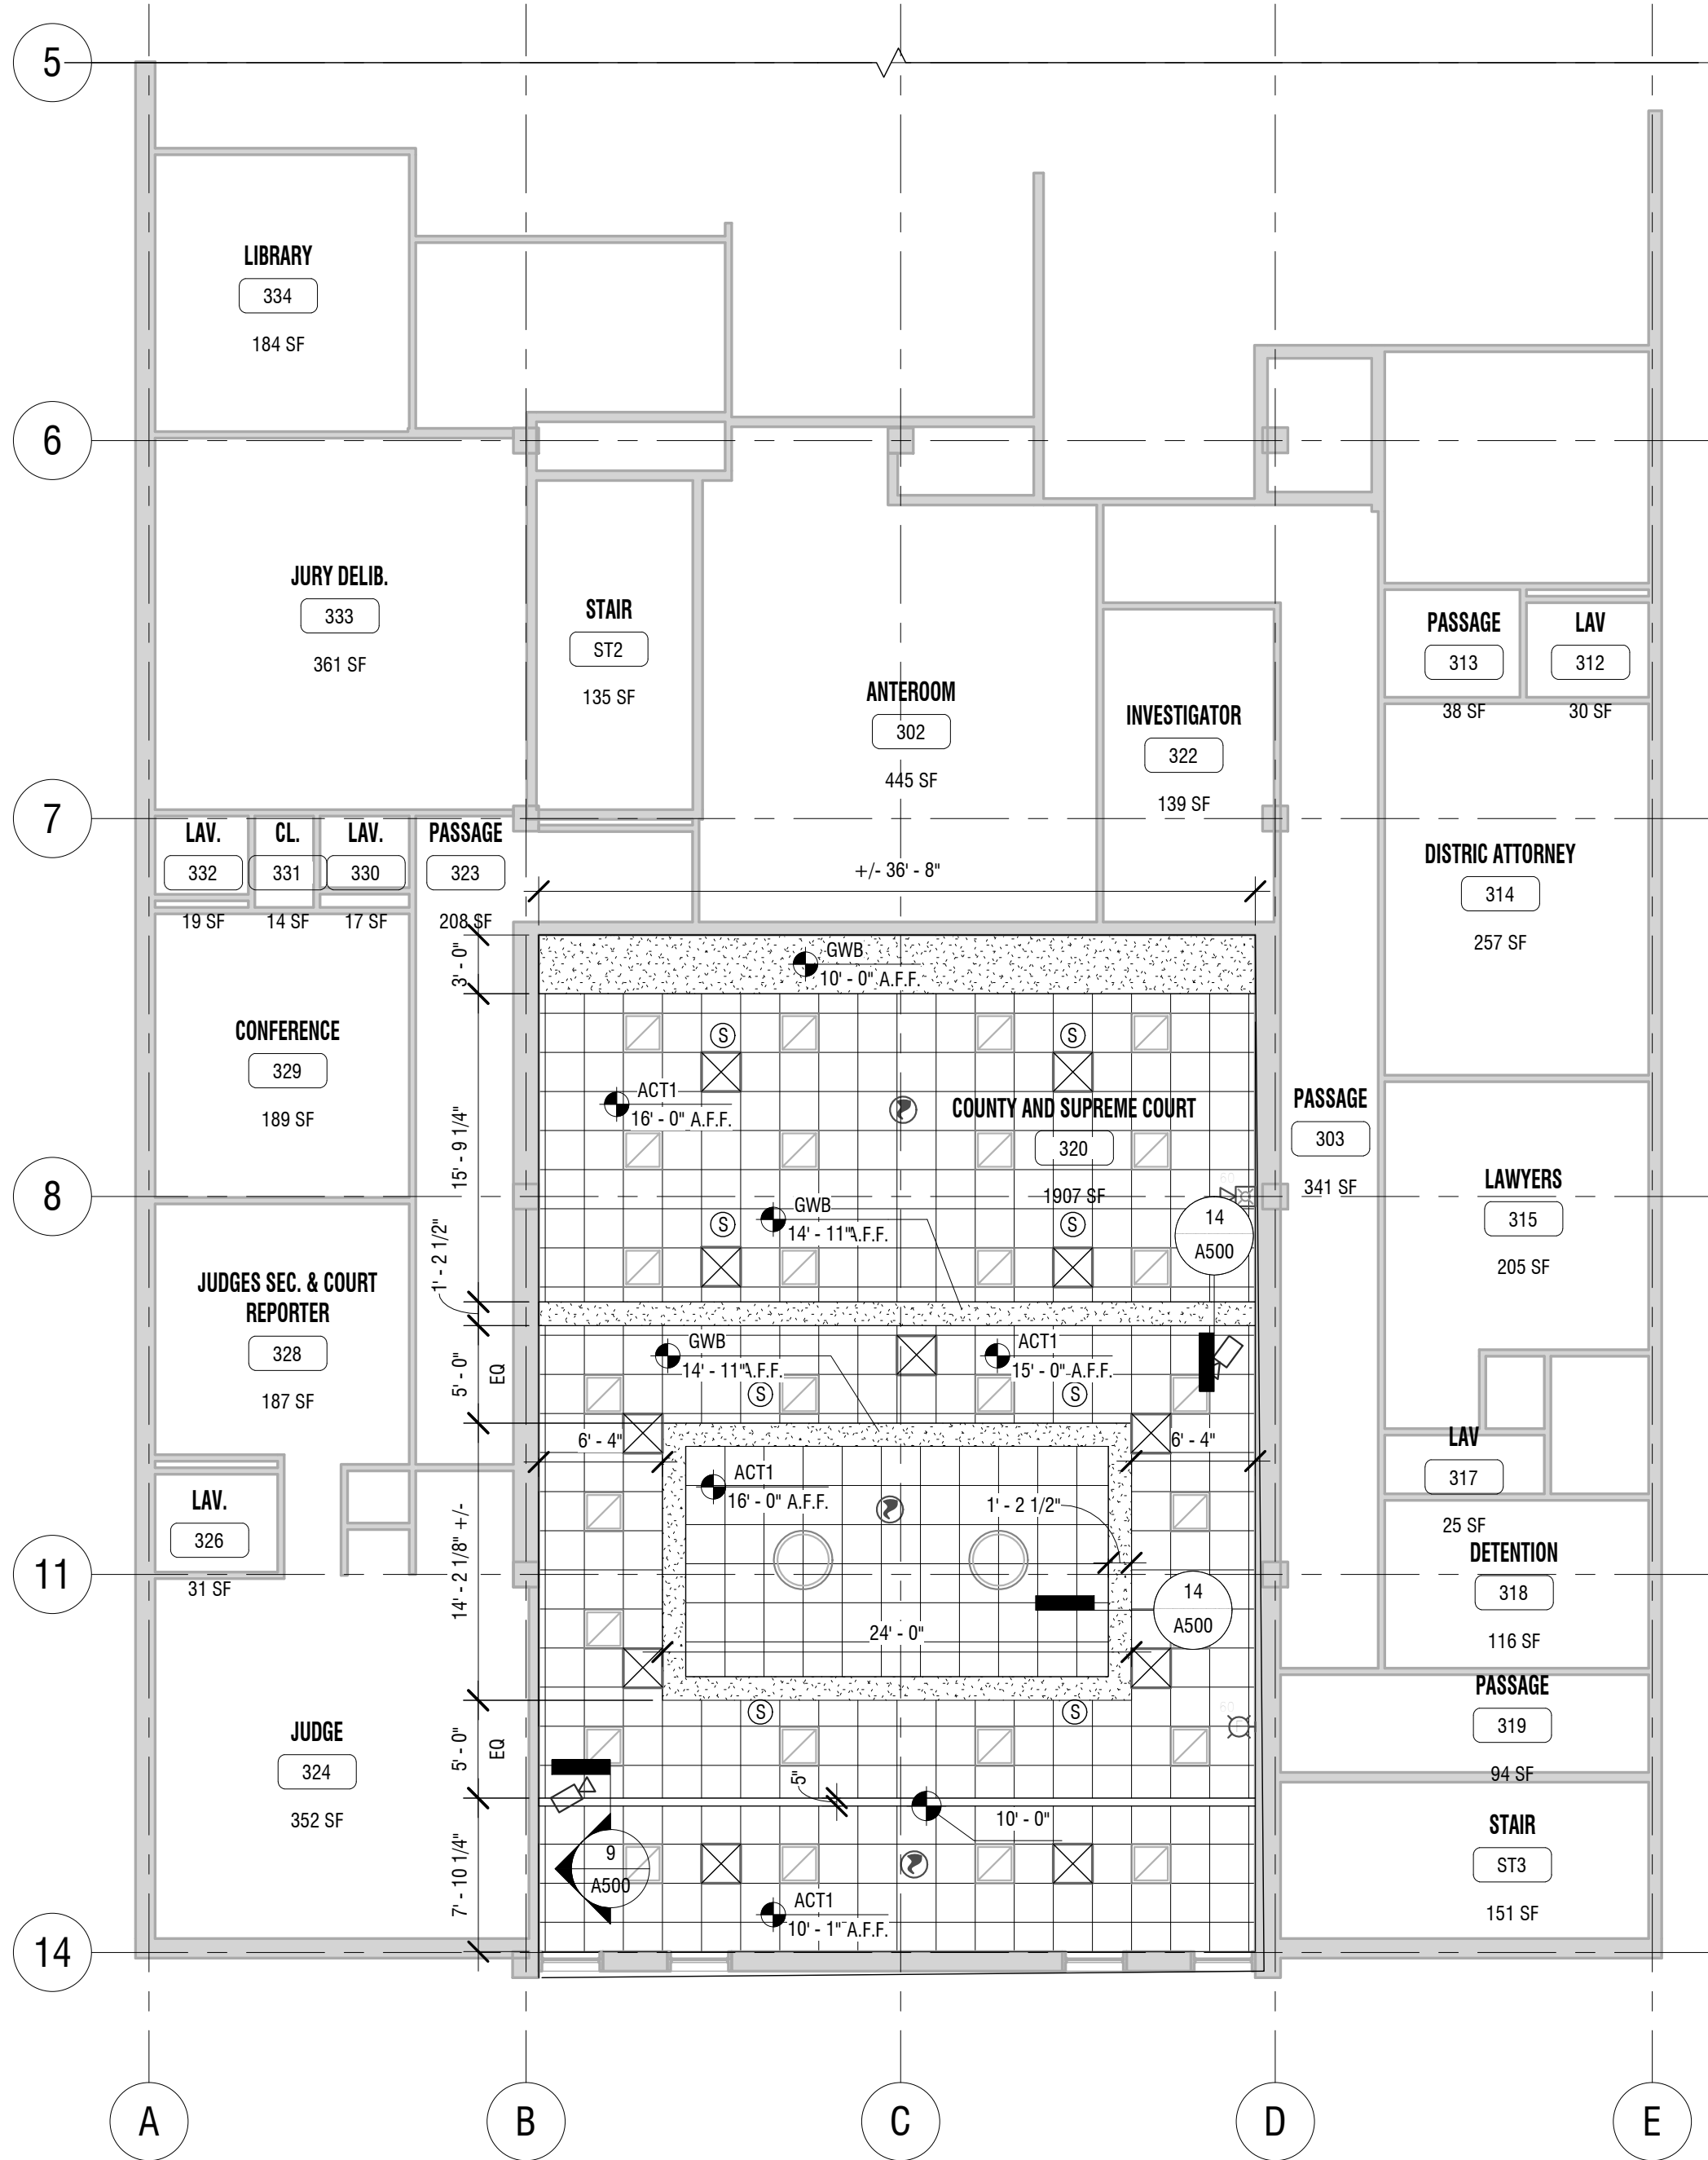 5
LIBRARY
334
184 SF
6
JURY DELIB.
333
361 SF
STAIR
ST2
135 SF
ANTEROOM
302
445 SF
INVESTIGATOR
322
139 SF
PASSAGE
313
38 SF
LAV
312
30 SF
7
LAV.
332
19 SF
CL.
331
14 SF
LAV.
330
17 SF
PASSAGE
323
208 SF
+/- 36' - 8"
DISTRIC ATTORNEY
314
257 SF
3' - 0"
GWB
10' - 0" A.F.F.
CONFERENCE
329
189 SF
15' - 9 1/4"
S
S
ACT1
16' - 0" A.F.F.
COUNTY AND SUPREME COURT
320
1907 SF
PASSAGE
303
341 SF
8
LAWYERS
315
205 SF
60
GWB
14' - 11" A.F.F.
S
S
14
A500
1' - 2 1/2"
JUDGES SEC. & COURT
REPORTER
328
187 SF
5' - 0"
EQ
GWB
14' - 11" A.F.F.
ACT1
15' - 0" A.F.F.
S
S
6' - 4"
6' - 4"
LAV
317
25 SF
ACT1
16' - 0" A.F.F.
1' - 2 1/2"
LAV.
326
31 SF
11
14' - 2 1/8" +/-
24' - 0"
14
A500
DETENTION
318
116 SF
PASSAGE
319
94 SF
S
S
60
JUDGE
324
352 SF
5' - 0"
EQ
5"
10' - 0"
9
A500
7' - 10 1/4"
ACT1
10' - 1" A.F.F.
STAIR
ST3
151 SF
14
A
B
C
D
E